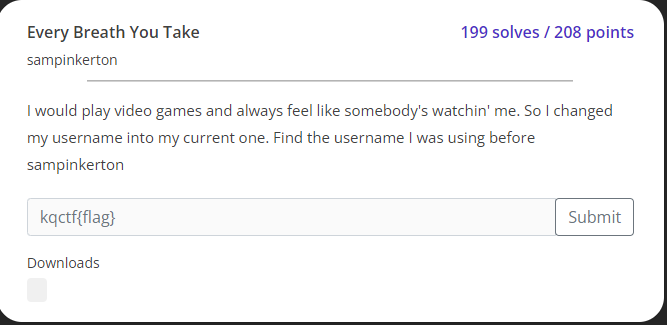 Every Breath You Take
199 solves / 208 points
sampinkerton
I would play video games and always feel like somebody's watchin' me. So I changed
my username into my current one. Find the username I was using before
sampinkerton
kqctf{flag}
Submit
Downloads